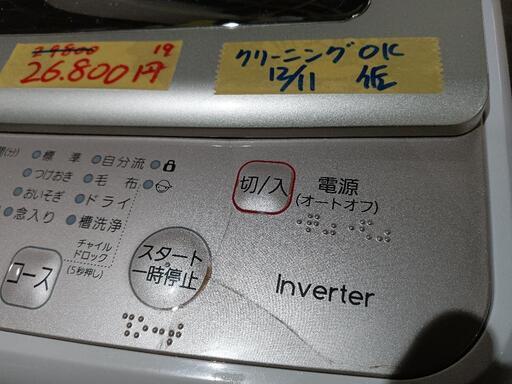 29800 19
26.800円
クリーニングOK
12/11 佐
標準 自分流
つけおき 毛布
おいそぎ ドライ
念入り 槽洗浄
チャイルド
ロック
(5秒押し)
コース
スタート
一時停止
切/入
電源
(オートオフ)
Inverter